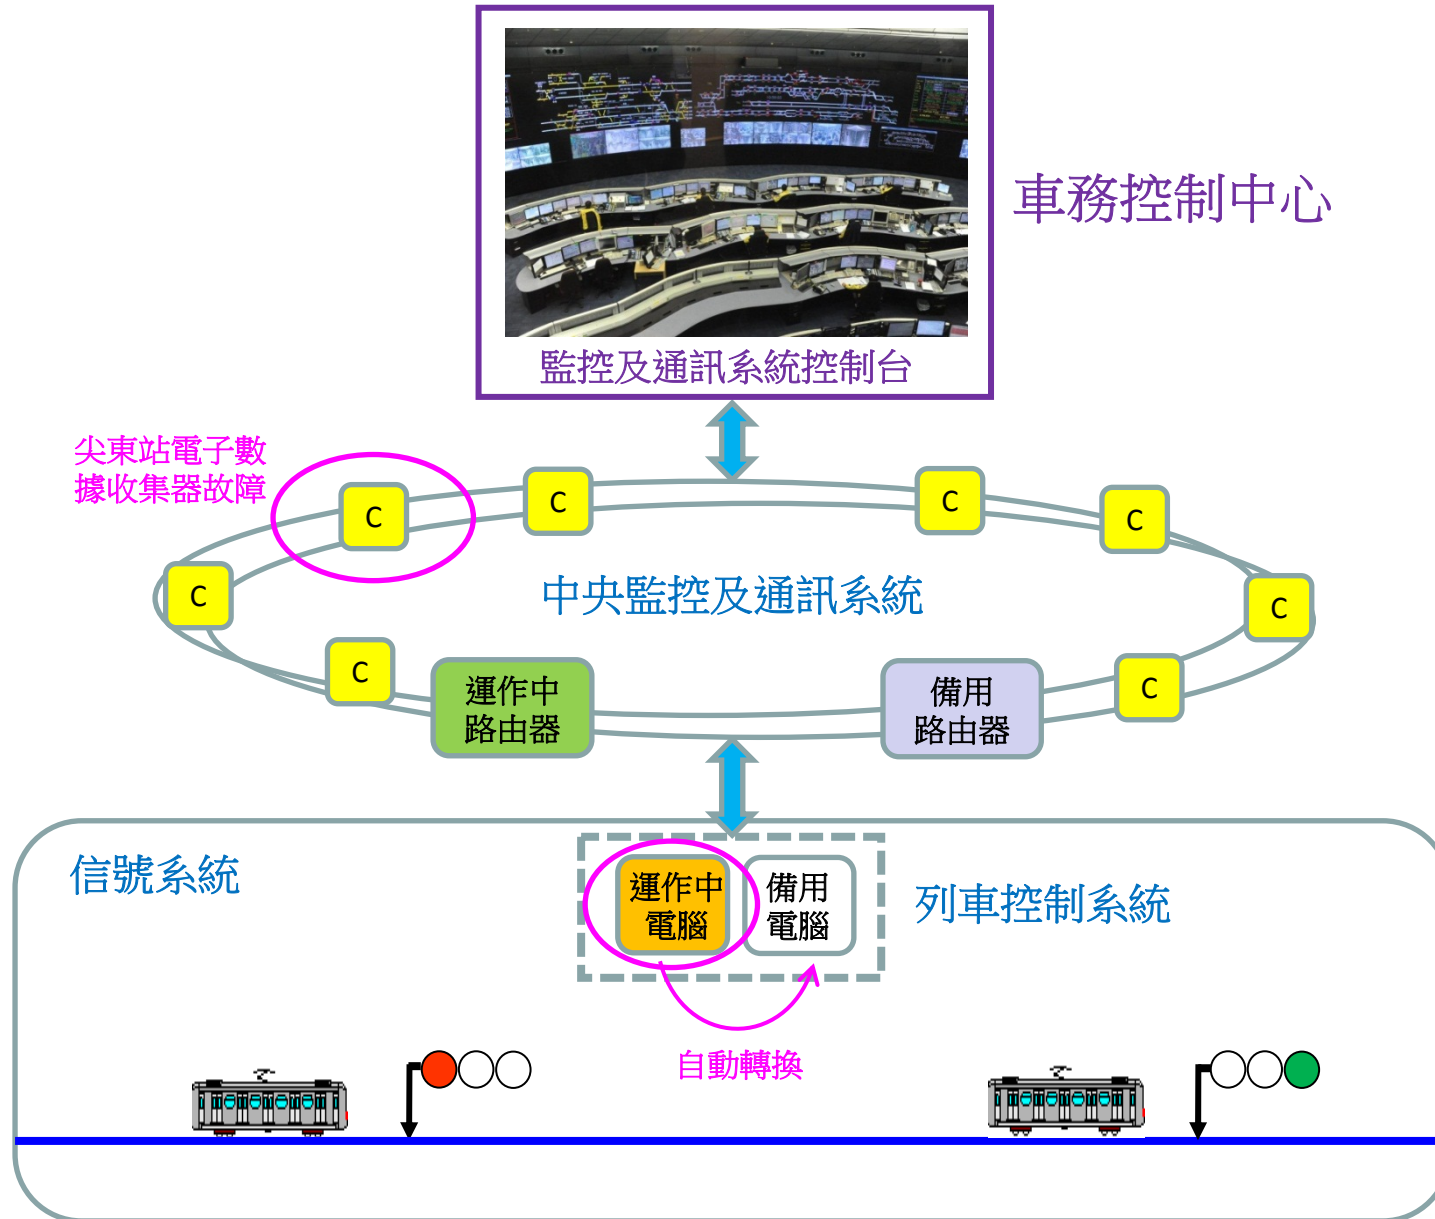 車務控制中心
監控及通訊系統控制台
尖東站電子數
據收集器故障
C
C
C
C
C
C
中央監控及通訊系統
C
C
C
運作中
路由器
備用
路由器
信號系統
運作中
電腦
備用
電腦
列車控制系統
自動轉換